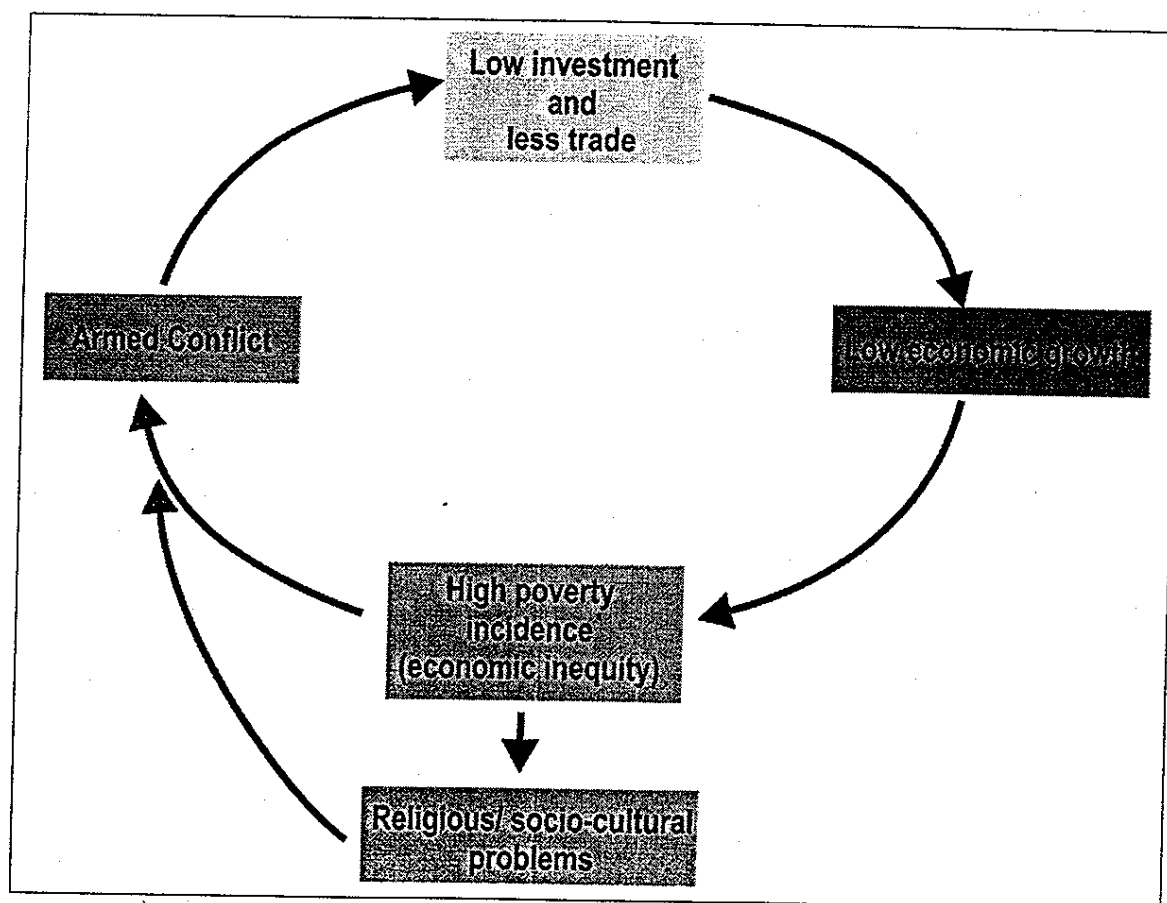 Low investment
and
less trade
Armed Conflict
Low economic growth
High poverty
incidence
(economic inequity)
Religious/ socio-cultural
problems